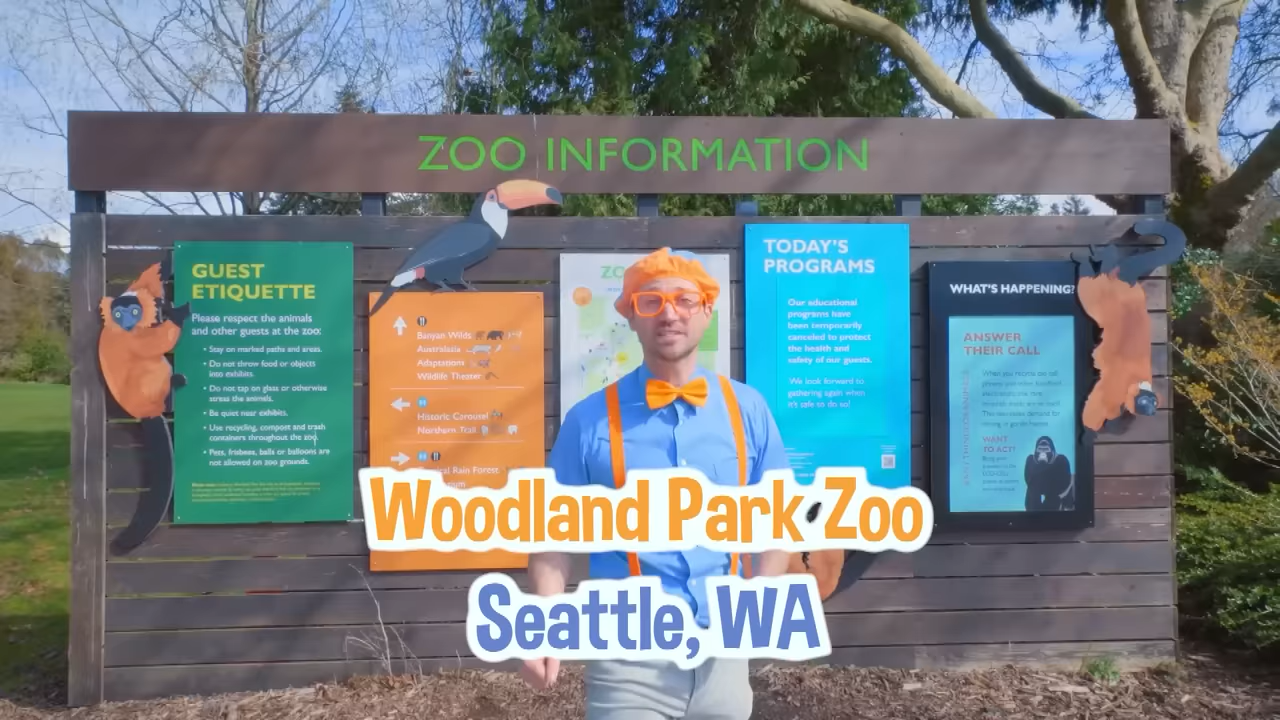 ZOO INFORMATION
GUEST
ETIQUETTE
Please respect the animals
and other guests at the zoo:
• Stay on marked paths and areas.
• Do not throw food or objects
into exhibits.
• Do not tap on glass or otherwise
stress the animals.
• Be quiet near exhibits.
• Use recycling, compost and trash
containers throughout the zoo.
• Pets, frisbees, balls or balloons are
not allowed on zoo grounds.
Banyan Wilds
Australasia
Adaptations
Wildlife Theater
Historic Carousel
Northern Trail
Rain Forest
ZO
TODAY'S
PROGRAMS
Our educational
programs have
been temporarily
canceled to protect
the health and
safety of our guests.
We look forward to
gathering again when
it's safe to do so!
WHAT'S HAPPENING?
ANSWER
THEIR CALL
WANT
TO ACT?
Woodland Park Zoo
Seattle, WA